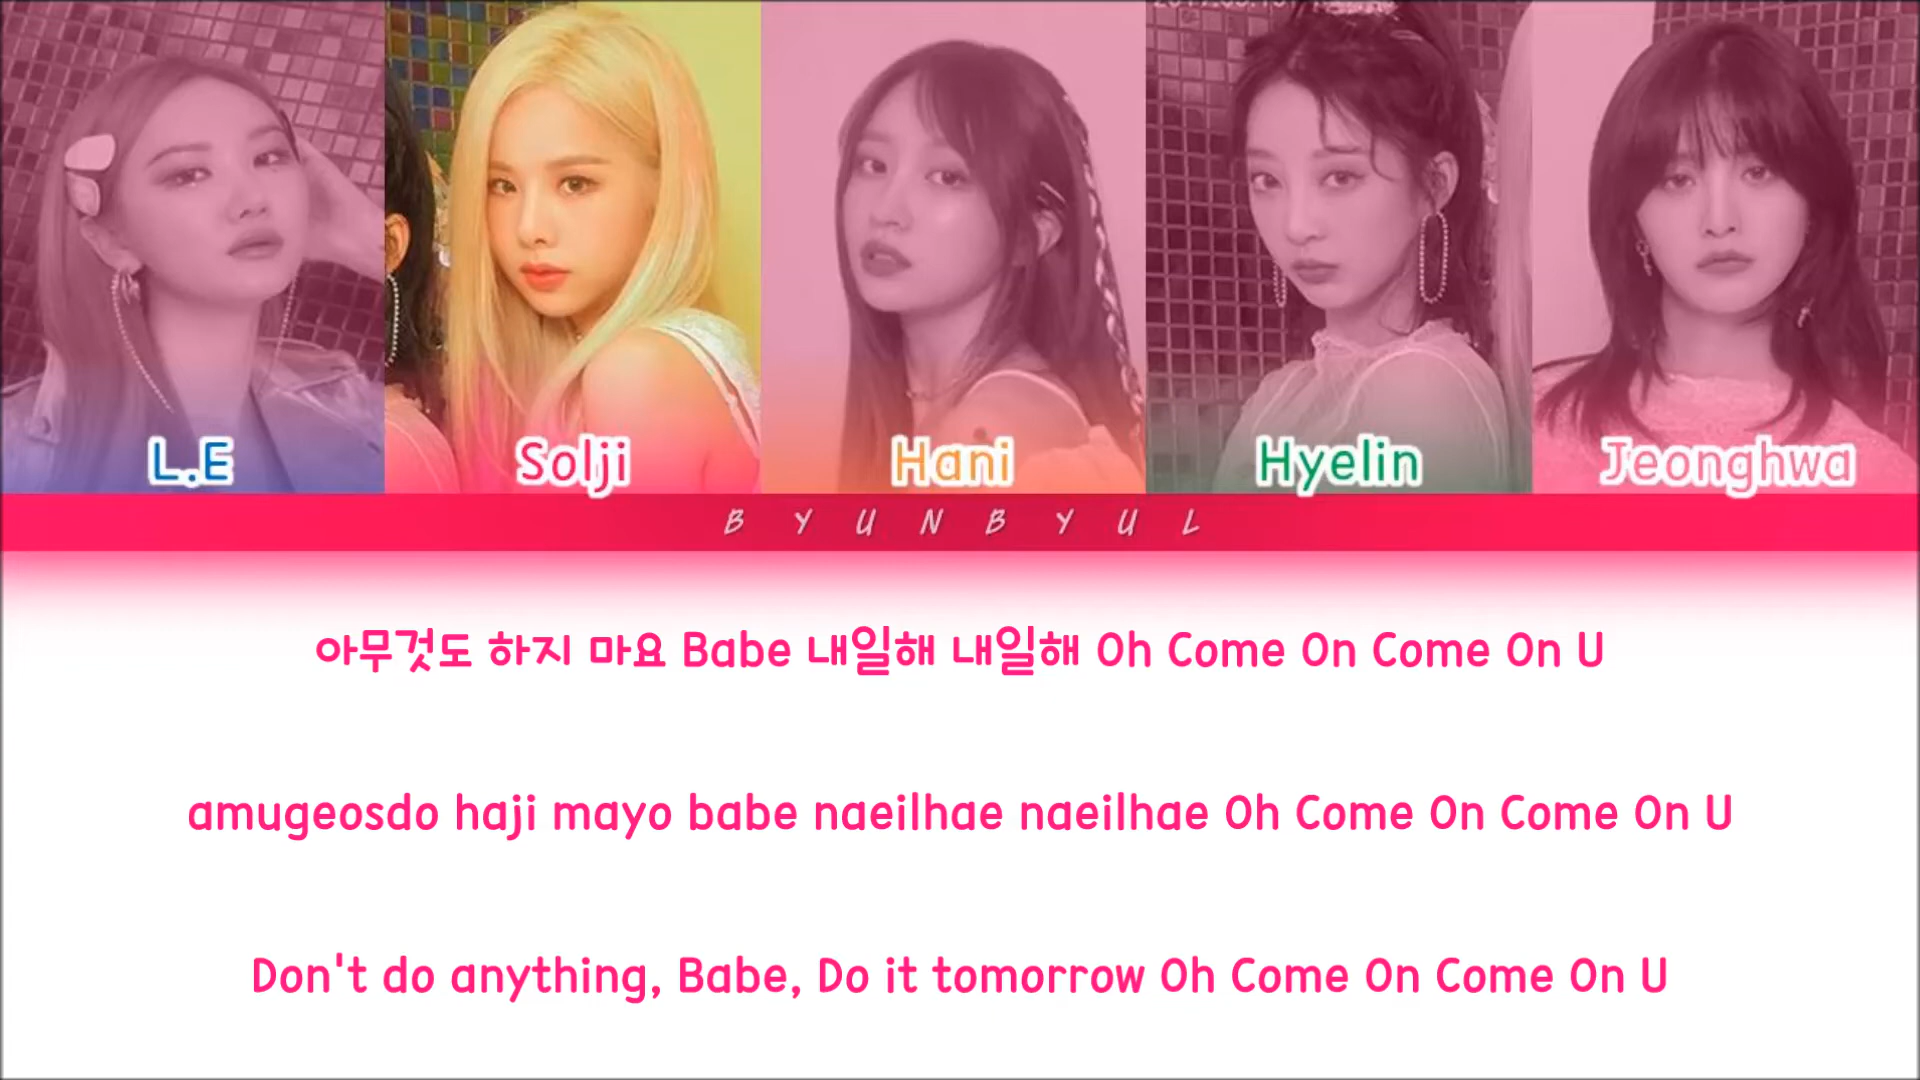 L.E
Solji
Hani
Hyelin
Jeonghwa
BYUNBYUL
아무것도 하지 마요 Babe 내일해 내일해 Oh Come On Come On U
amugeosdo haji mayo babe naeilhae naeilhae Oh Come On Come On U
Don't do anything, Babe, Do it tomorrow Oh Come On Come On U